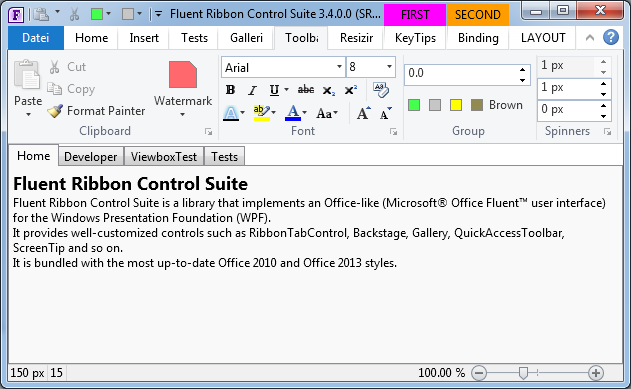 Fluent Ribbon Control Suite 3.4.0.0 (SR...
FIRST
SECOND
Datei
Home
Insert
Tests
Galleri
Toolba
Resizir
KeyTips
Binding
LAYOUT
Paste
Cut
Copy
Format Painter
Clipboard
Watermark
Arial
8
B I U abc X₂ X²
A ab A Aa A A
Font
0.0
Brown
Group
1 px
1 px
0 px
Spinners
Home
Developer
ViewboxTest
Tests
Fluent Ribbon Control Suite
Fluent Ribbon Control Suite is a library that implements an Office-like (Microsoft® Office Fluent™ user interface)
for the Windows Presentation Foundation (WPF).
It provides well-customized controls such as RibbonTabControl, Backstage, Gallery, QuickAccessToolbar,
ScreenTip and so on.
It is bundled with the most up-to-date Office 2010 and Office 2013 styles.
150 px
15
100.00 %